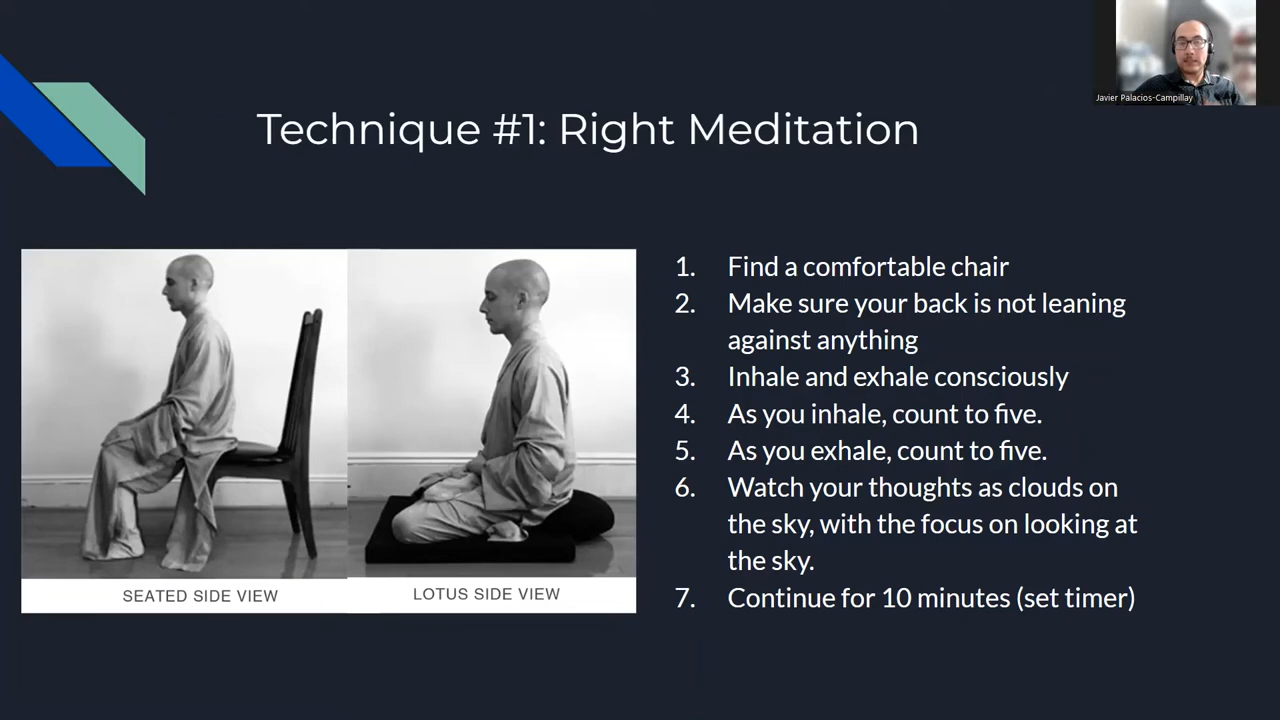 Javier Palacios-Campillay
Technique #1: Right Meditation
SEATED SIDE VIEW
LOTUS SIDE VIEW
1. Find a comfortable chair
2. Make sure your back is not leaning
against anything
3. Inhale and exhale consciously
4. As you inhale, count to five.
5. As you exhale, count to five.
6. Watch your thoughts as clouds on
the sky, with the focus on looking at
the sky.
7. Continue for 10 minutes (set timer)